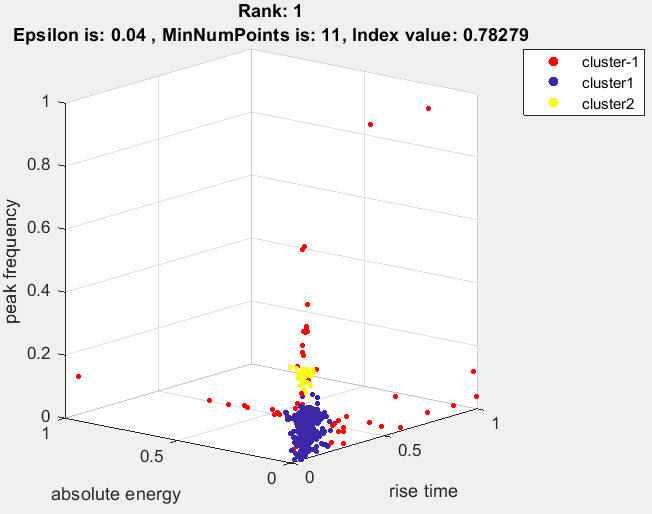 Rank: 1
Epsilon is: 0.04 , MinNumPoints is: 11, Index value: 0.78279
cluster-1
cluster1
cluster2
1
0.8
0.6
0.4
0.2
0
peak frequency
1
0.5
0
absolute energy
0
0.5
1
rise time